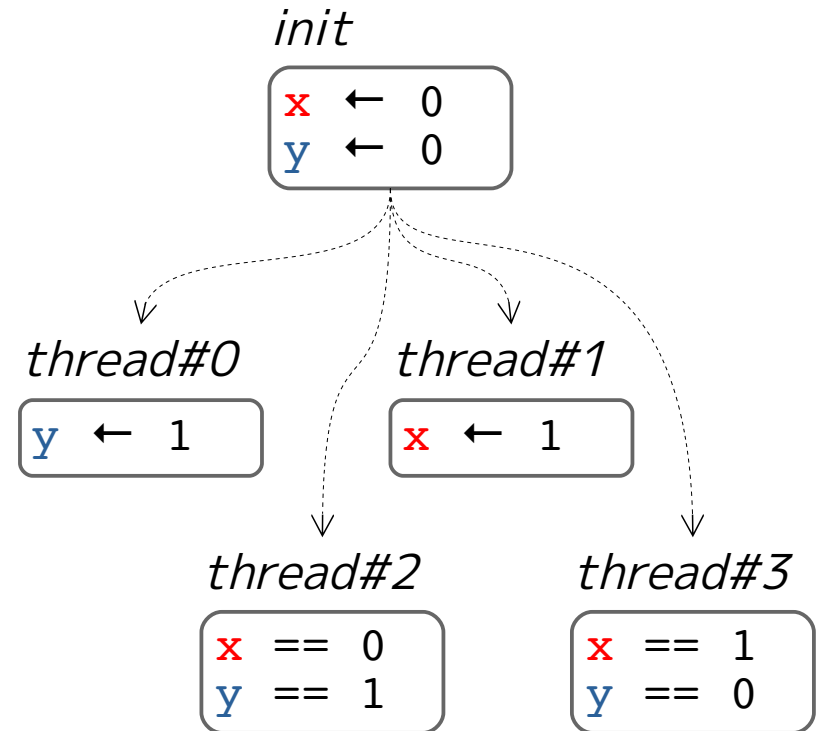 init
x ← 0
y ← 0
thread#0
y ← 1
thread#1
x ← 1
thread#2
x == 0
y == 1
thread#3
x == 1
y == 0